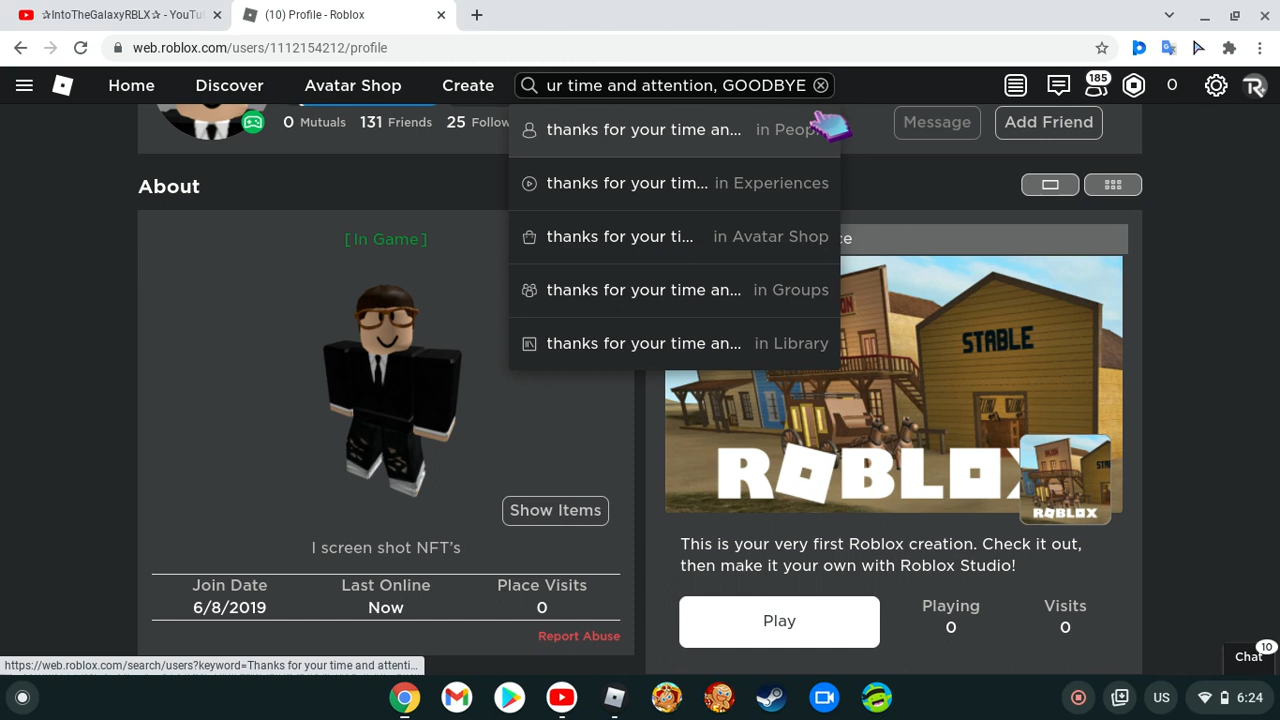 ✰IntoTheGalaxyRBLX✰ - YouTu
(10) Profile - Roblox
web.roblox.com/users/1112154212/profile
Home
Discover
Avatar Shop
Create
ur time and attention, GOODBYE
185
0
0 Mutuals
131 Friends
25 Follow
Message
Add Friend
thanks for your time an... in Peop
thanks for your tim... in Experiences
thanks for your ti... in Avatar Shop
thanks for your time an... in Groups
thanks for your time an... in Library
About
[ In Game ]
ce
STABLE
ROBLOX
ROBLOX
Show Items
I screen shot NFT's
Join Date
6/8/2019
Last Online
Now
Place Visits
0
Report Abuse
This is your very first Roblox creation. Check it out,
then make it your own with Roblox Studio!
Play
Playing
0
Visits
0
Chat
10
https://web.roblox.com/search/users?keyword=Thanks for your time and attenti...
US
6:24